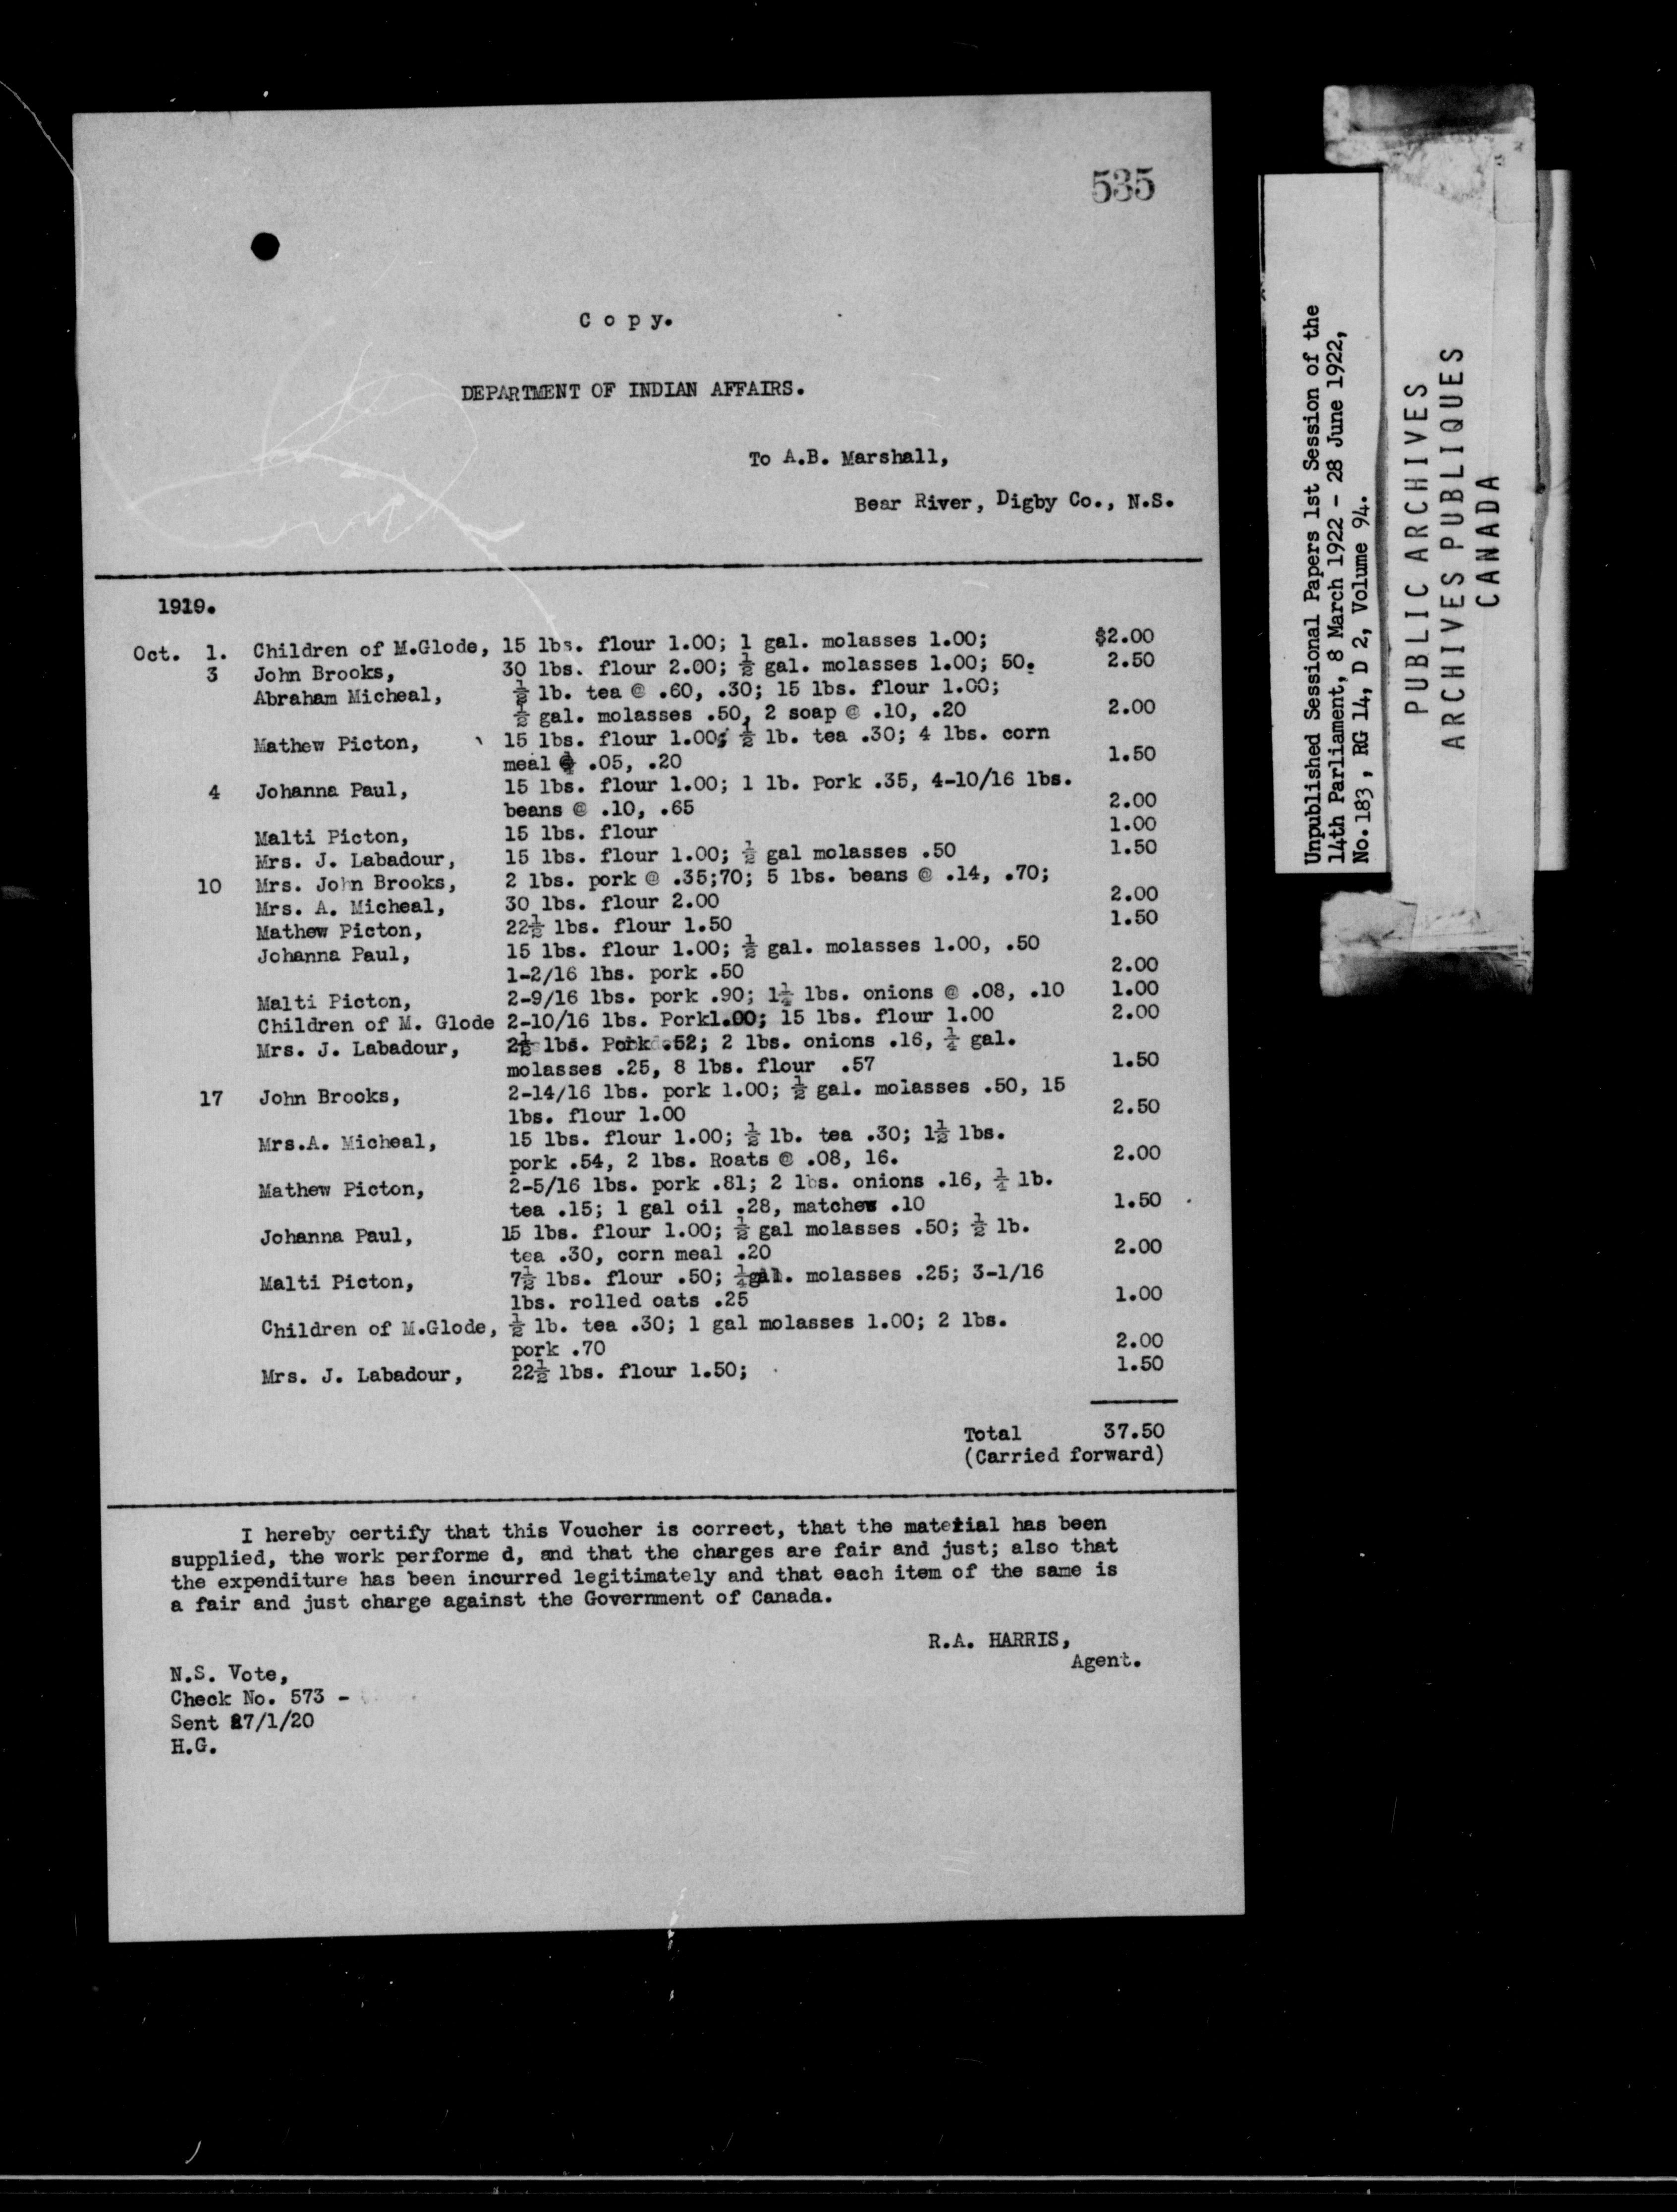 535
Copy.
DEPARTMENT OF INDIAN AFFAIRS.
To A.B. Marshall,
Bear River, Digby Co., N.S.
1919.
Oct. 1. Children of M.Glode, 15 lbs. flour 1.00; 1 gal. molasses 1.00; $2.00
3 John Brooks, 30 lbs. flour 2.00; ½ gal. molasses 1.00; 50. 2.50
Abraham Micheal, ½ lb. tea @ .60, .30; 15 lbs. flour 1.00;
½ gal. molasses .50, 2 soap @ .10, .20 2.00
Mathew Picton, 15 lbs. flour 1.00; ½ lb. tea .30; 4 lbs. corn
meal @ .05, .20 1.50
4 Johanna Paul, 15 lbs. flour 1.00; 1 lb. Pork .35, 4-10/16 lbs.
beans @ .10, .65 2.00
Malti Picton, 15 lbs. flour 1.00
Mrs. J. Labadour, 15 lbs. flour 1.00; ½ gal molasses .50 1.50
10 Mrs. John Brooks, 2 lbs. pork @ .35;70; 5 lbs. beans @ .14, .70;
Mrs. A. Micheal, 30 lbs. flour 2.00 2.00
Mathew Picton, 22½ lbs. flour 1.50 1.50
Johanna Paul, 15 lbs. flour 1.00; ½ gal. molasses 1.00, .50
1-2/16 lbs. pork .50 2.00
Malti Picton, 2-9/16 lbs. pork .90; 1¼ lbs. onions @ .08, .10 1.00
Children of M. Glode 2-10/16 lbs. Pork1.00; 15 lbs. flour 1.00 2.00
Mrs. J. Labadour, lbs. Pork .52; 2 lbs. onions .16, ¼ gal.
molasses .25, 8 lbs. flour .57 1.50
17 John Brooks, 2-14/16 lbs. pork 1.00; ½ gal. molasses .50, 15
lbs. flour 1.00 2.50
Mrs.A. Micheal, 15 lbs. flour 1.00; ½ lb. tea .30; 1½ lbs.
pork .54, 2 lbs. Roats @ .08, 16. 2.00
Mathew Picton, 2-5/16 lbs. pork .81; 2 lbs. onions .16, ¼ lb.
tea .15; 1 gal oil .28, matches .10 1.50
Johanna Paul, 15 lbs. flour 1.00; ½ gal molasses .50; ½ lb.
tea .30, corn meal .20 2.00
Malti Picton, 7½ lbs. flour .50; ¼gal. molasses .25; 3-1/16
lbs. rolled oats .25 1.00
Children of M.Glode, ½ lb. tea .30; 1 gal molasses 1.00; 2 lbs.
pork .70 2.00
Mrs. J. Labadour, 22½ lbs. flour 1.50; 1.50
Total 37.50
(Carried forward)
I hereby certify that this Voucher is correct, that the material has been
supplied, the work performe d, and that the charges are fair and just; also that
the expenditure has been incurred legitimately and that each item of the same is
a fair and just charge against the Government of Canada.
R.A. HARRIS,
Agent.
N.S. Vote,
Check No. 573 -
Sent 27/1/20
H.G.
Unpublished Sessional Papers 1st Session of the
14th Parliament, 8 March 1922 - 28 June 1922,
No. 183, RG 14, D 2, Volume 94.
PUBLIC ARCHIVES
ARCHIVES PUBLIQUES
CANADA